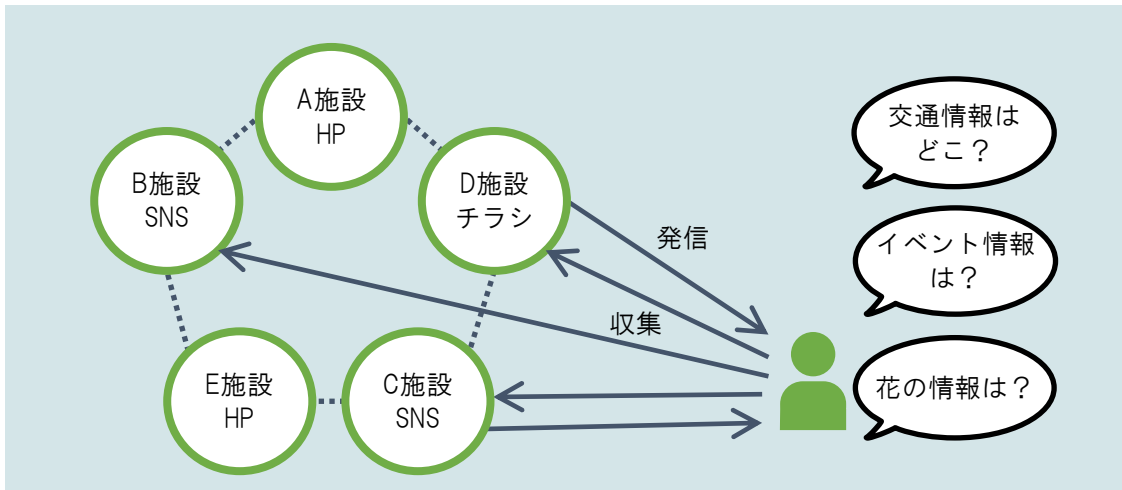 A施設
HP
B施設
SNS
D施設
チラシ
E施設
HP
C施設
SNS
発信
収集
交通情報は
どこ？
イベント情報
は？
花の情報は？